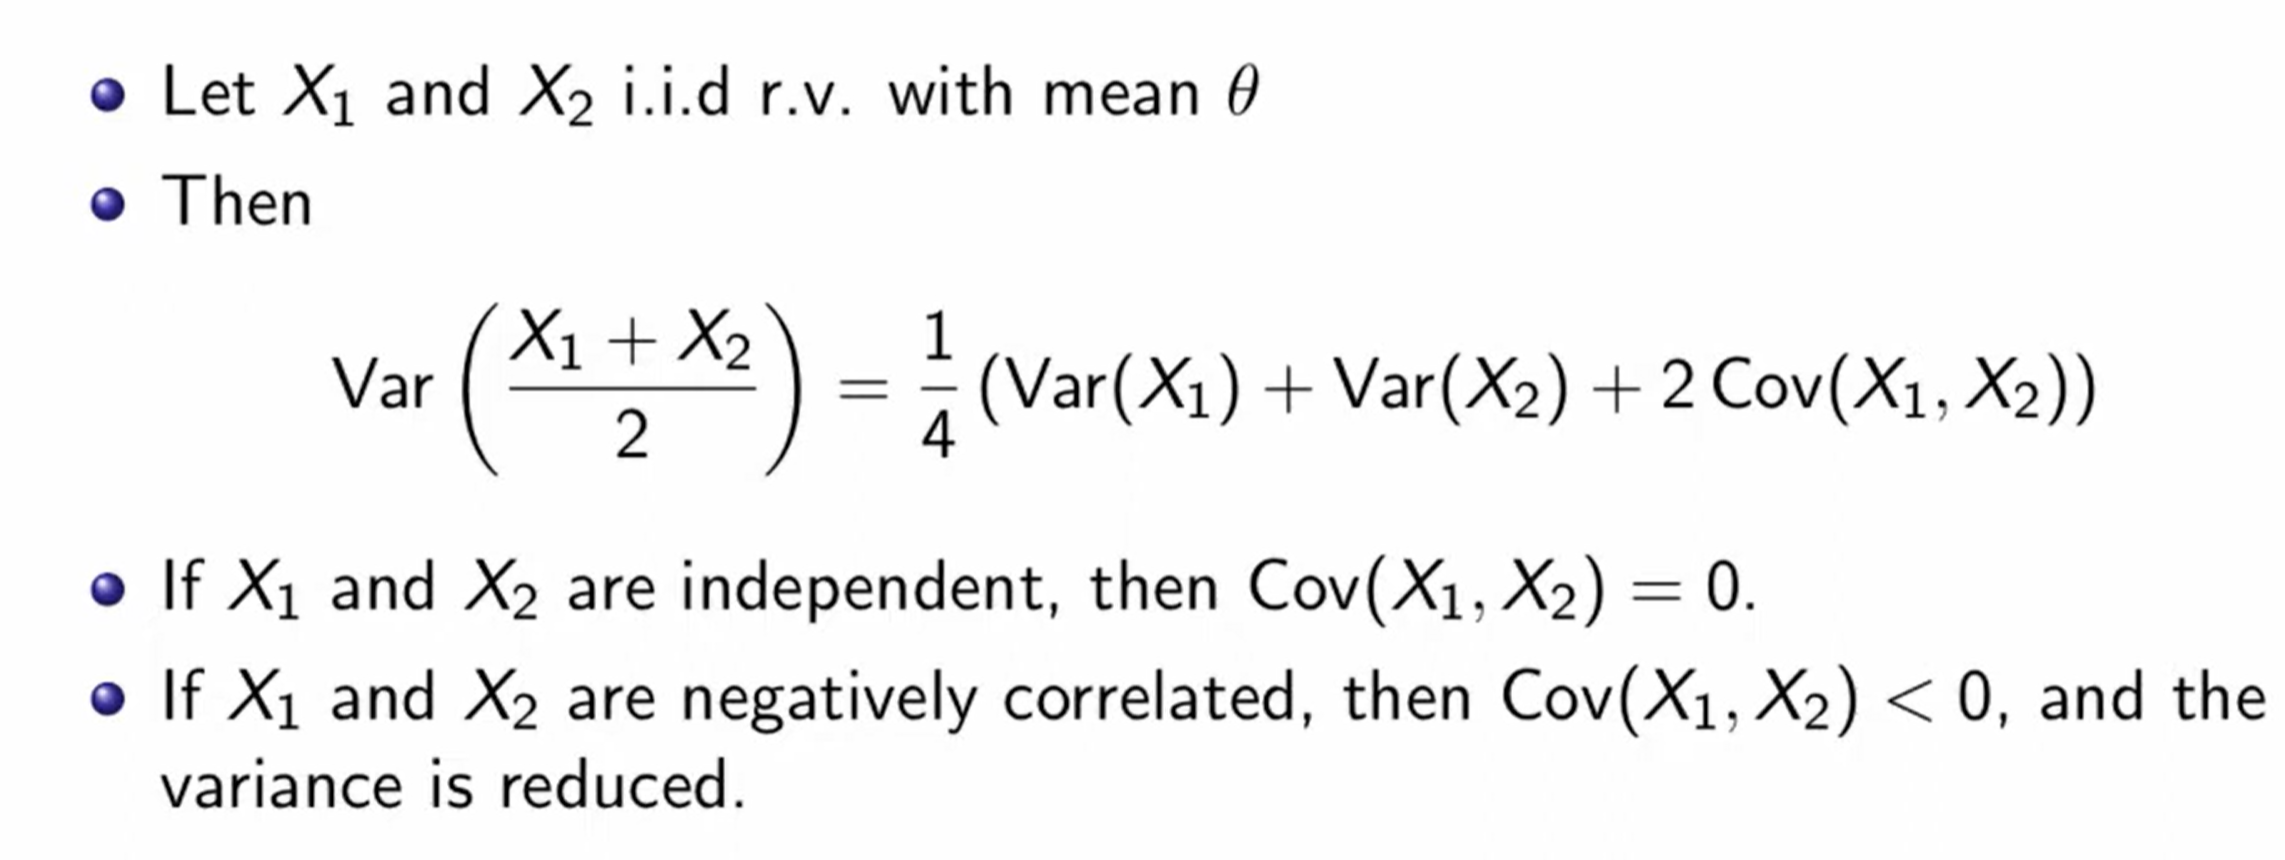 • Let X₁ and X₂ i.i.d r.v. with mean θ
• Then
Var ( (X₁ + X₂) / 2 ) = 1/4 (Var(X₁) + Var(X₂) + 2 Cov(X₁, X₂))
• If X₁ and X₂ are independent, then Cov(X₁, X₂) = 0.
• If X₁ and X₂ are negatively correlated, then Cov(X₁, X₂) < 0, and the
variance is reduced.